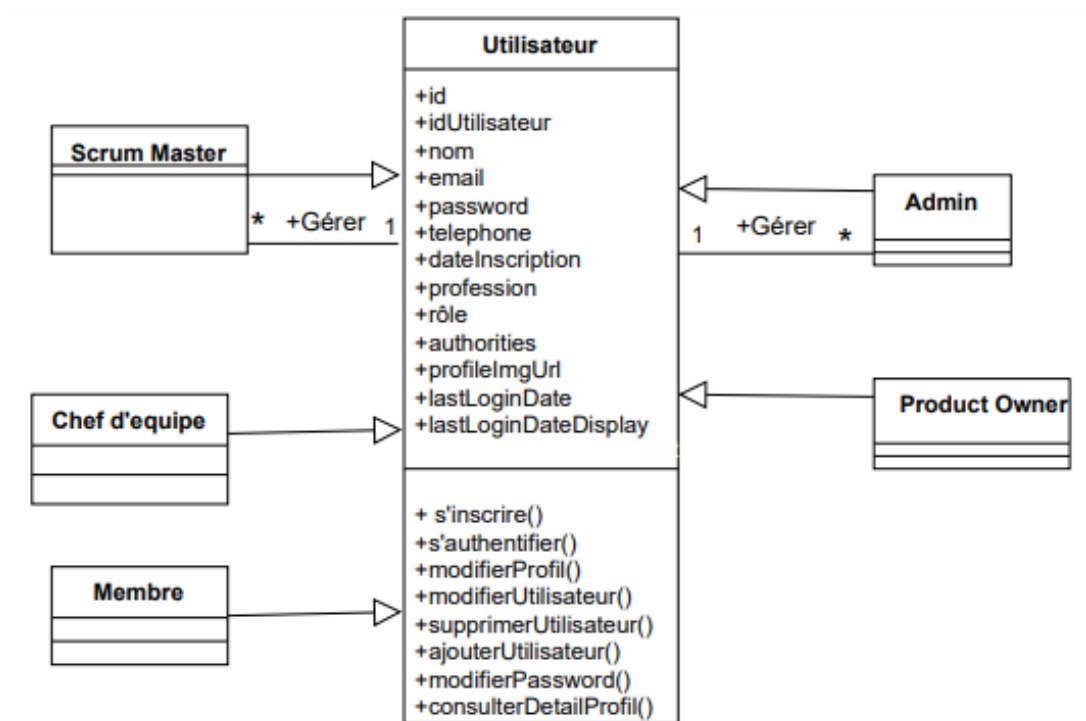 Utilisateur
+id
+idUtilisateur
+nom
+email
+password
+telephone
+dateInscription
+profession
+rôle
+authorities
+profileImgUrl
+lastLoginDate
+lastLoginDateDisplay
+ s'inscrire()
+s'authentifier()
+modifierProfil()
+modifierUtilisateur()
+supprimerUtilisateur()
+ajouterUtilisateur()
+modifierPassword()
+consulterDetailProfil()
Scrum Master
* +Gérer 1
Chef d'equipe
Membre
Admin
1 +Gérer *
Product Owner